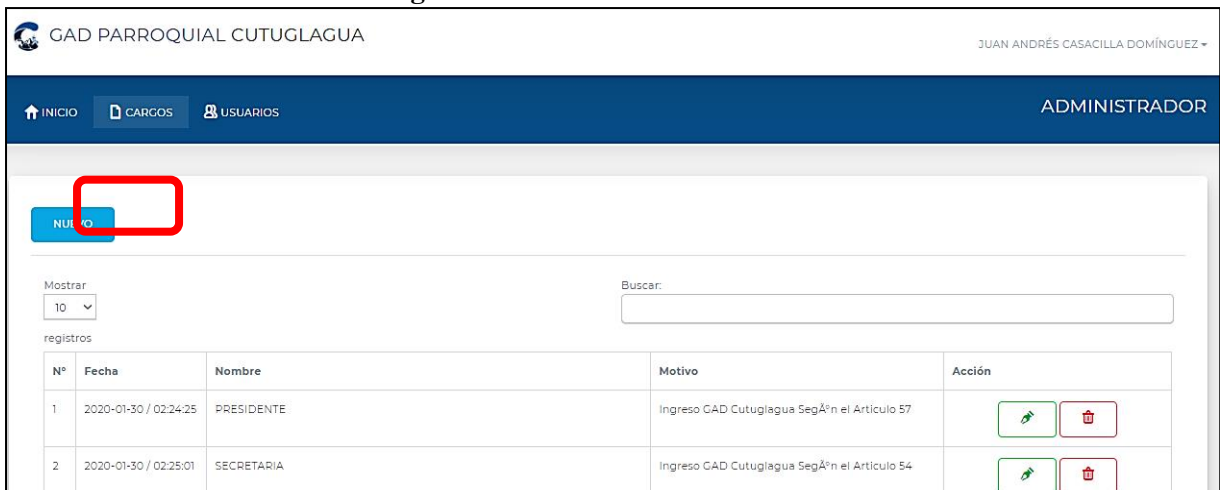 GAD PARROQUIAL CUTUGLAGUA
JUAN ANDRÉS CASACILLA DOMÍNGUEZ
INICIO CARGOS USUARIOS ADMINISTRADOR
NUEVO
Mostrar Buscar:
10
registros
N° Fecha Nombre Motivo Acción
1 2020-01-30 / 02:24:25 PRESIDENTE Ingreso GAD Cutuglagua SegÃºn el Articulo 57
2 2020-01-30 / 02:25:01 SECRETARIA Ingreso GAD Cutuglagua SegÃºn el Articulo 54